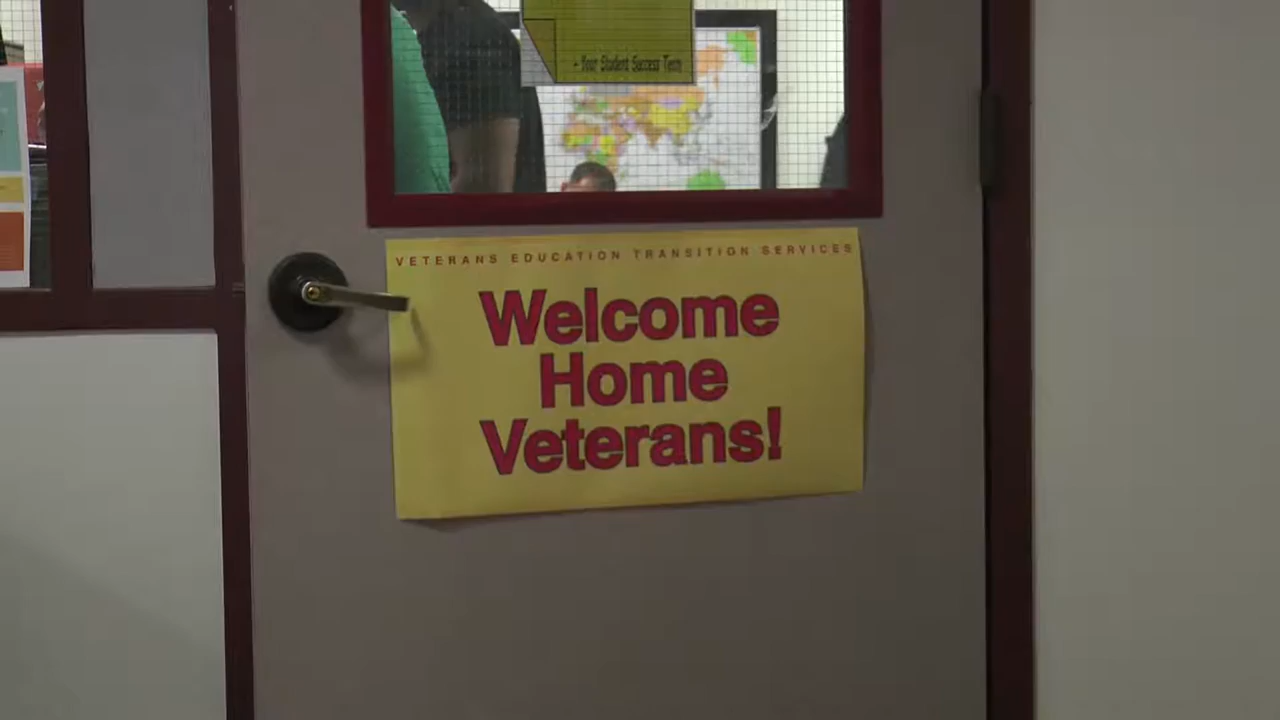 - Your Student Success Team
VETERANS EDUCATION TRANSITION SERVICES
Welcome
Home
Veterans!